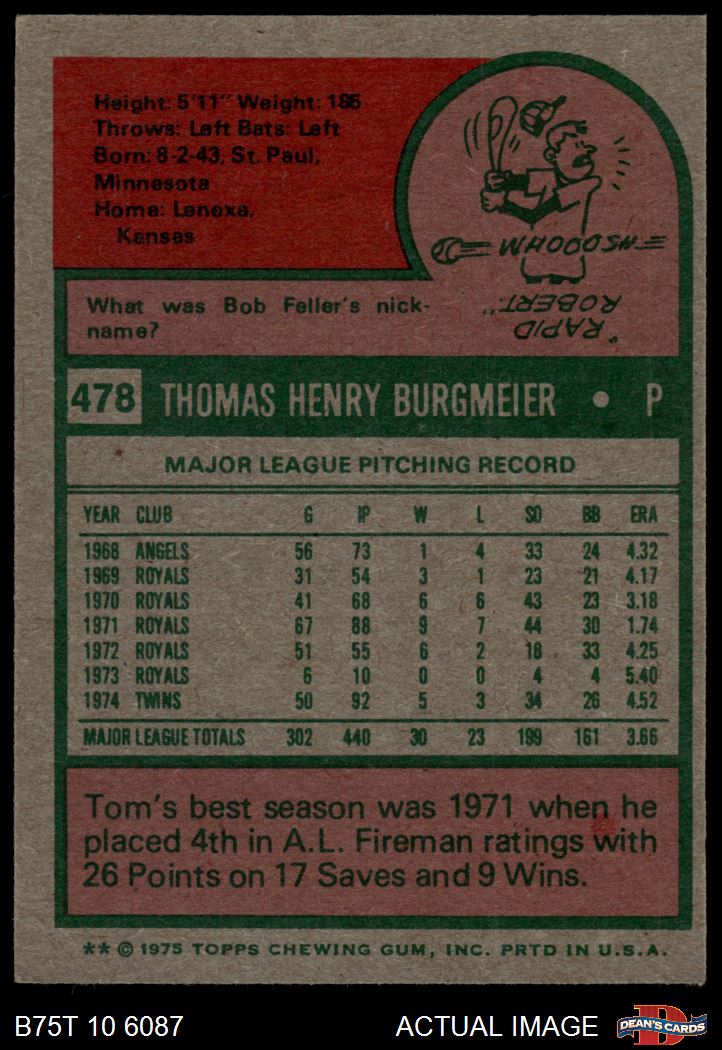 Height: 5'11" Weight: 185
Throws: Left Bats: Left
Born: 8-2-43, St. Paul,
Minnesota
Home: Lenexa,
Kansas
WHOOOOSH
"RAPID
ROBERT."
What was Bob Feller's nick-
name?
478 THOMAS HENRY BURGMEIER • P
MAJOR LEAGUE PITCHING RECORD
YEAR CLUB G IP W L SO BB ERA
1968 ANGELS 56 73 1 4 33 24 4.32
1969 ROYALS 31 54 3 1 23 21 4.17
1970 ROYALS 41 68 6 6 43 23 3.18
1971 ROYALS 67 88 9 7 44 30 1.74
1972 ROYALS 51 55 6 2 18 33 4.25
1973 ROYALS 6 10 0 0 4 4 5.40
1974 TWINS 50 92 5 3 34 26 4.52
MAJOR LEAGUE TOTALS 302 440 30 23 199 161 3.66
Tom's best season was 1971 when he
placed 4th in A.L. Fireman ratings with
26 Points on 17 Saves and 9 Wins.
** © 1975 TOPPS CHEWING GUM, INC. PRTD IN U.S.A.
B75T 10 6087 ACTUAL IMAGE D DEAN'S CARDS